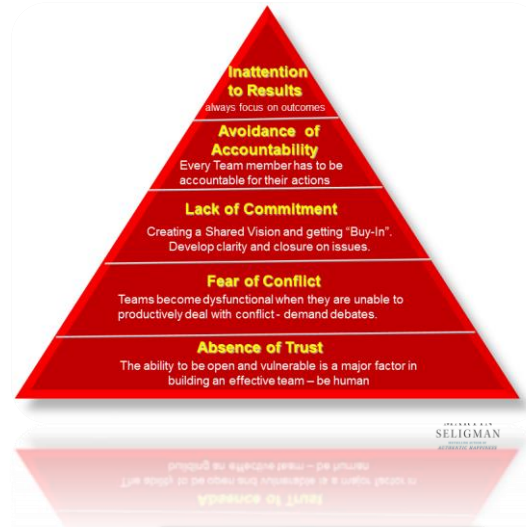 Inattention
to Results
always focus on outcomes
Avoidance of
Accountability
Every Team member has to be
accountable for their actions
Lack of Commitment
Creating a Shared Vision and getting “Buy-In”.
Develop clarity and closure on issues.
Fear of Conflict
Teams become dysfunctional when they are unable to
productively deal with conflict - demand debates.
Absence of Trust
The ability to be open and vulnerable is a major factor in
building an effective team – be human
SELIGMAN
AUTHENTIC HAPPINESS